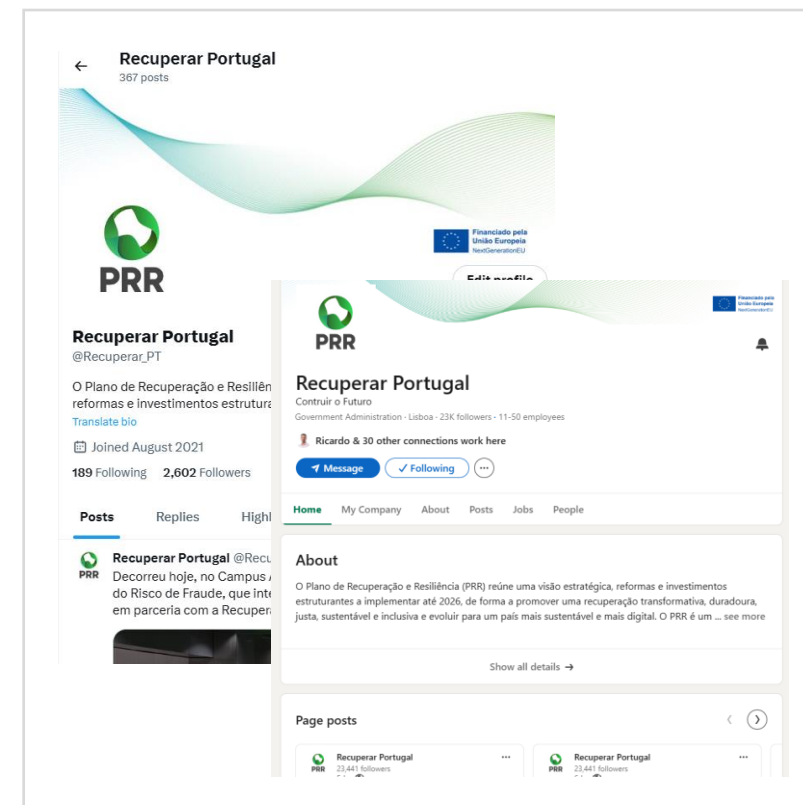 Recuperar Portugal
367 posts
Financiado pela
União Europeia
NextGenerationEU
PRR
Edit profile
Recuperar Portugal
@Recuperar_PT
O Plano de Recuperação e Resiliên
reformas e investimentos estrutura
Translate bio
Joined August 2021
189 Following 2,602 Followers
Posts Replies Highl
PRR
Recuperar Portugal @Recu
Decorreu hoje, no Campus
do Risco de Fraude, que inte
em parceria com a Recupera
Financiado pela
União Europeia
NextGenerationEU
PRR
Recuperar Portugal
Contruir o Futuro
Government Administration · Lisboa · 23K followers · 11-50 employees
Ricardo & 30 other connections work here
Message Following
Home My Company About Posts Jobs People
About
O Plano de Recuperação e Resiliência (PRR) reúne uma visão estratégica, reformas e investimentos
estruturantes a implementar até 2026, de forma a promover uma recuperação transformativa, duradoura,
justa, sustentável e inclusiva e evoluir para um país mais sustentável e mais digital. O PRR é um ... see more
Show all details →
Page posts
PRR
Recuperar Portugal
23,441 followers
PRR
Recuperar Portugal
23,441 followers